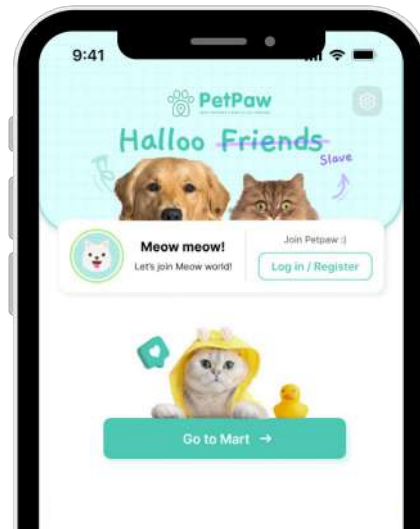 9:41
PetPaw
Halloo Friends
Slave
Meow meow!
Let's join Meow world!
Join Petpaw :)
Log in / Register
Go to Mart →